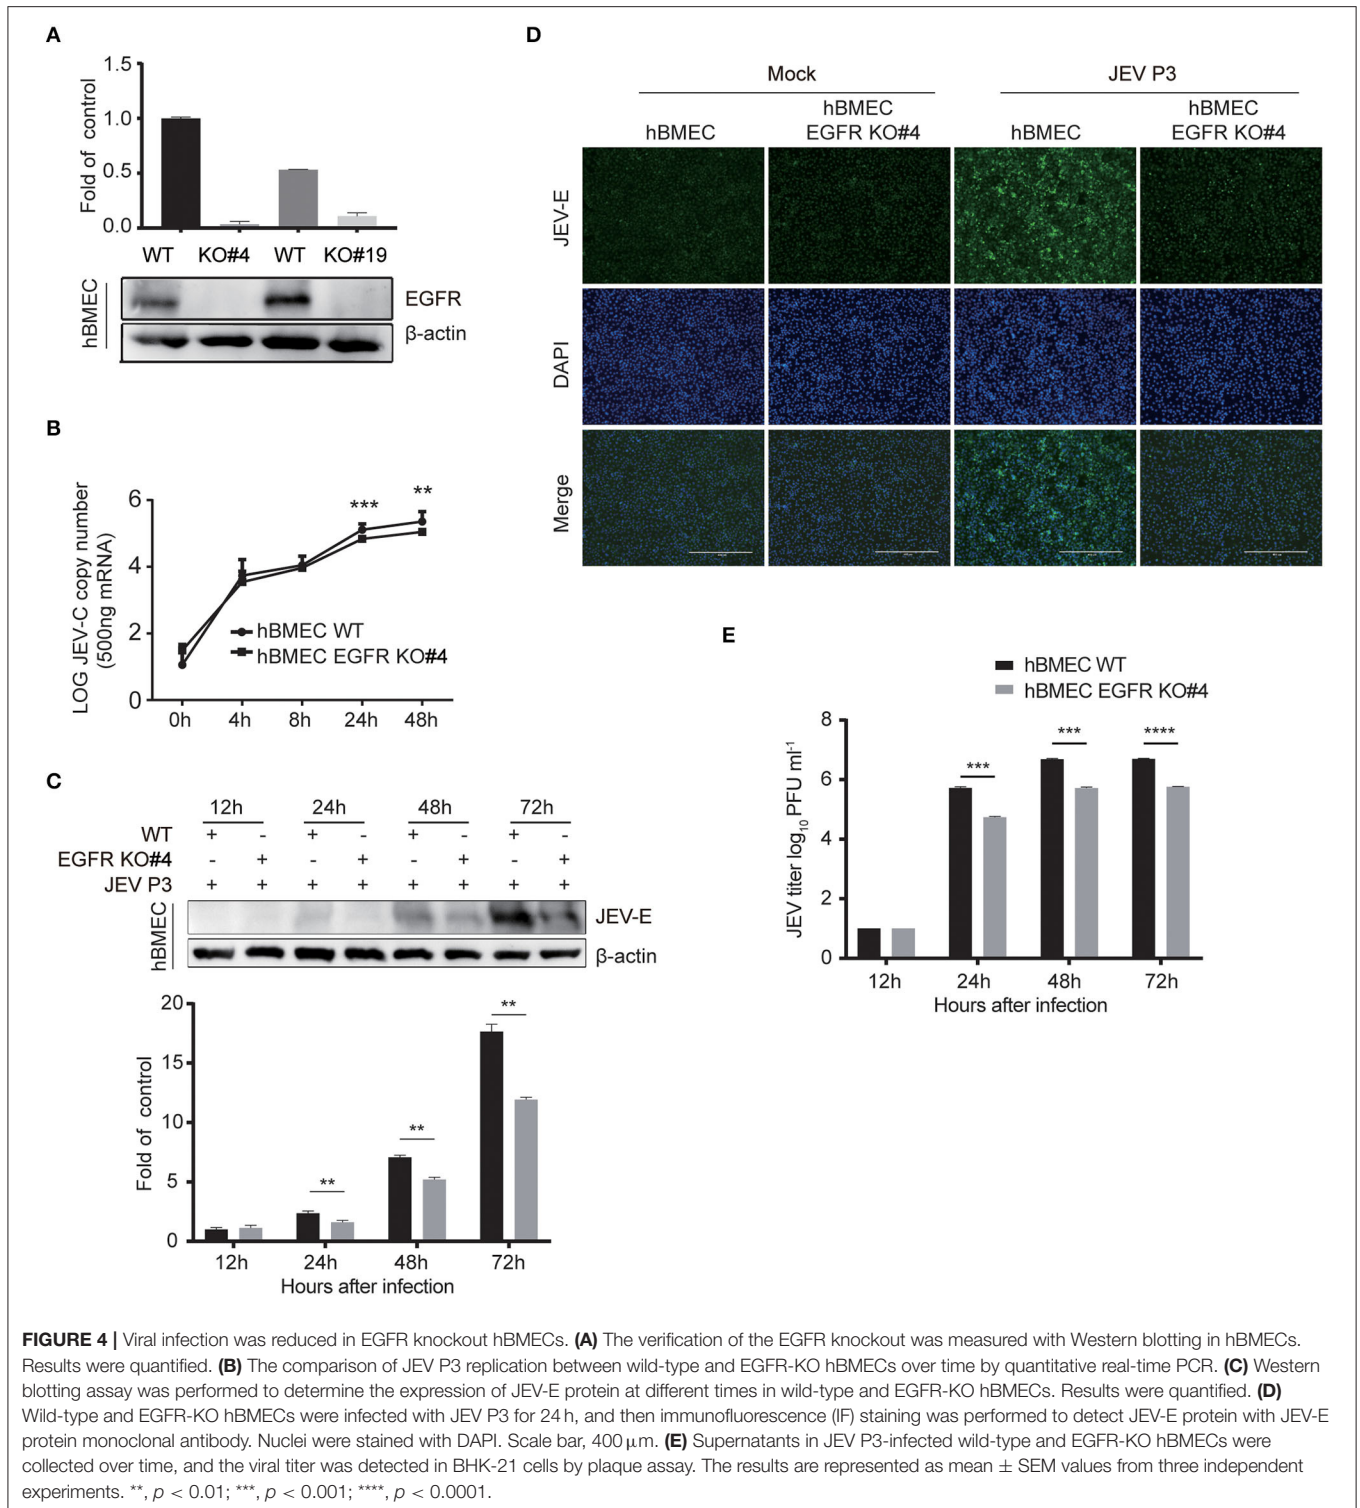 A
1.5
1.0
0.5
0.0
Fold of control
WT KO#4 WT KO#19
hBMEC
EGFR
β-actin
B
6
4
2
0
LOG JEV-C copy number
(500ng mRNA)
*** **
hBMEC WT
hBMEC EGFR KO#4
0h 4h 8h 24h 48h
C
12h 24h 48h 72h
WT + - + - + - + -
EGFR KO#4 - + - + - + - +
JEV P3 + + + + + + + +
hBMEC
JEV-E
β-actin
20
15
10
5
0
Fold of control
** ** **
12h 24h 48h 72h
Hours after infection
D
Mock JEV P3
hBMEC hBMEC EGFR KO#4 hBMEC hBMEC EGFR KO#4
JEV-E
DAPI
Merge
E
hBMEC WT
hBMEC EGFR KO#4
8
6
4
2
0
JEV titer log10 PFU ml-1
*** *** ****
12h 24h 48h 72h
Hours after infection
FIGURE 4 | Viral infection was reduced in EGFR knockout hBMECs. (A) The verification of the EGFR knockout was measured with Western blotting in hBMECs.
Results were quantified. (B) The comparison of JEV P3 replication between wild-type and EGFR-KO hBMECs over time by quantitative real-time PCR. (C) Western
blotting assay was performed to determine the expression of JEV-E protein at different times in wild-type and EGFR-KO hBMECs. Results were quantified. (D)
Wild-type and EGFR-KO hBMECs were infected with JEV P3 for 24 h, and then immunofluorescence (IF) staining was performed to detect JEV-E protein with JEV-E
protein monoclonal antibody. Nuclei were stained with DAPI. Scale bar, 400 μm. (E) Supernatants in JEV P3-infected wild-type and EGFR-KO hBMECs were
collected over time, and the viral titer was detected in BHK-21 cells by plaque assay. The results are represented as mean ± SEM values from three independent
experiments. **, p < 0.01; ***, p < 0.001; ****, p < 0.0001.